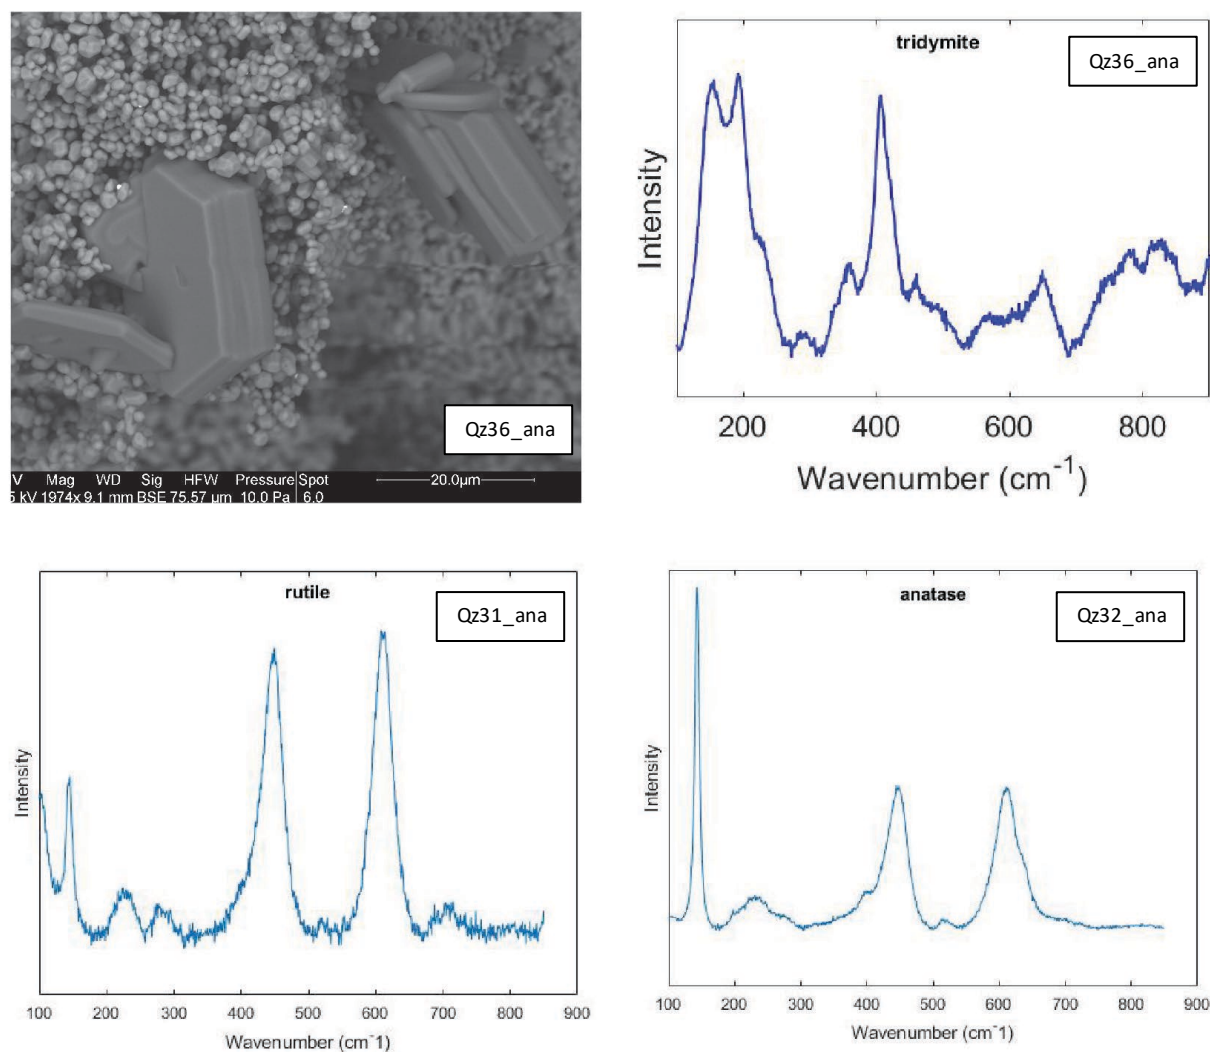 Qz36_ana
V Mag WD Sig HFW Pressure Spot
5 kV 1974x 9.1 mm BSE 75.57 µm 10.0 Pa 6.0
20.0µm
tridymite
Qz36_ana
Intensity
200 400 600 800
Wavenumber (cm-1)
rutile
Qz31_ana
Intensity
100 200 300 400 500 600 700 800 900
Wavenumber (cm-1)
anatase
Qz32_ana
Intensity
100 200 300 400 500 600 700 800 900
Wavenumber (cm-1)